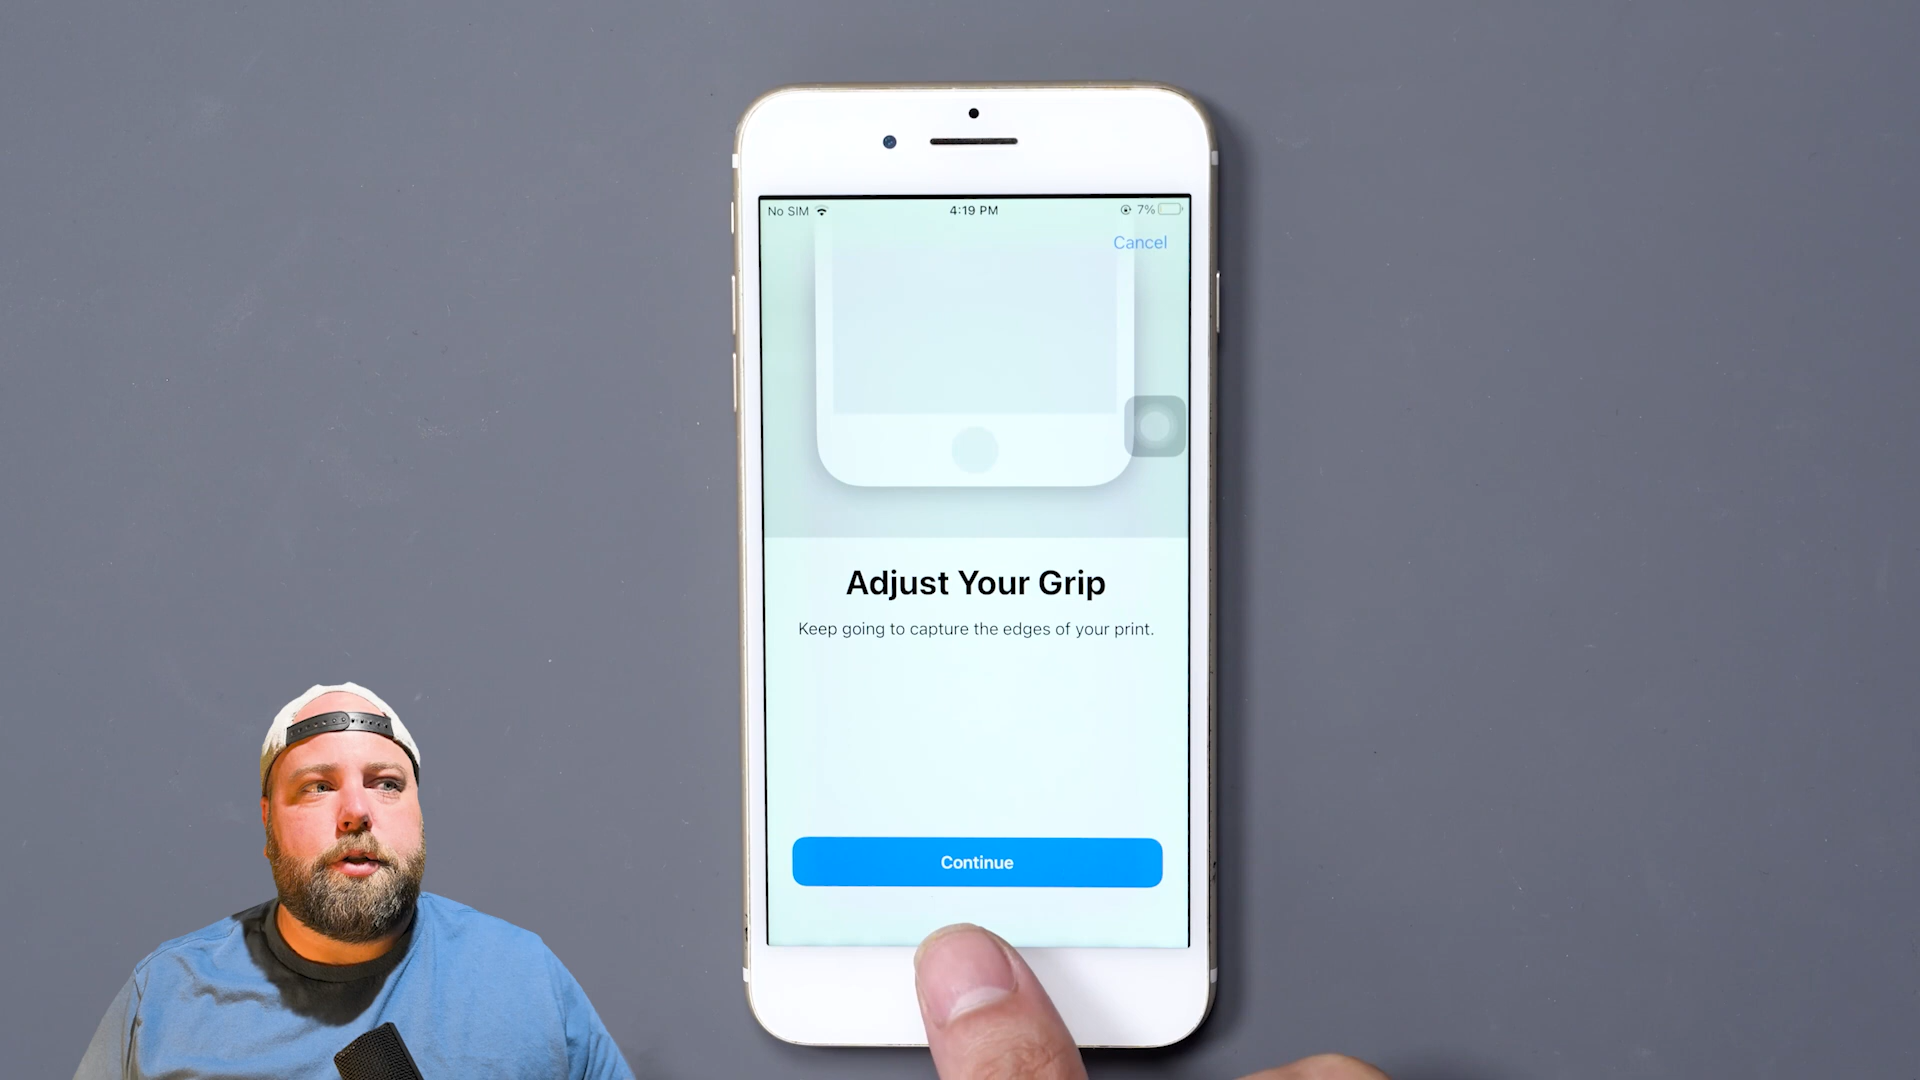 No SIM 4:19 PM 7%
Cancel
Adjust Your Grip
Keep going to capture the edges of your print.
Continue